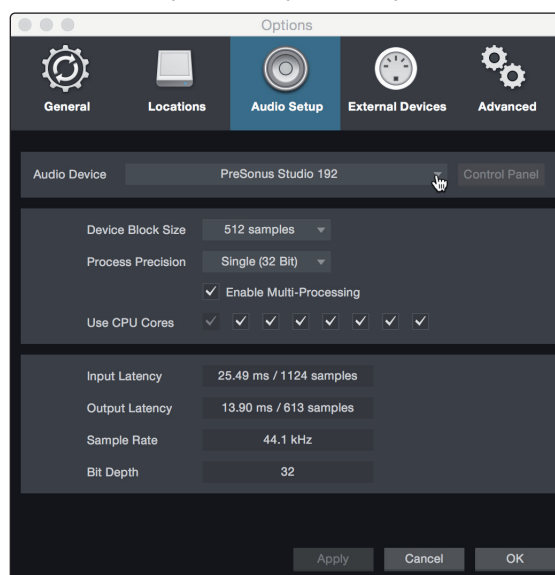 Options
General Locations Audio Setup External Devices Advanced
Audio Device PreSonus Studio 192 Control Panel
Device Block Size 512 samples
Process Precision Single (32 Bit)
Enable Multi-Processing
Use CPU Cores
Input Latency 25.49 ms / 1124 samples
Output Latency 13.90 ms / 613 samples
Sample Rate 44.1 kHz
Bit Depth 32
Apply Cancel OK